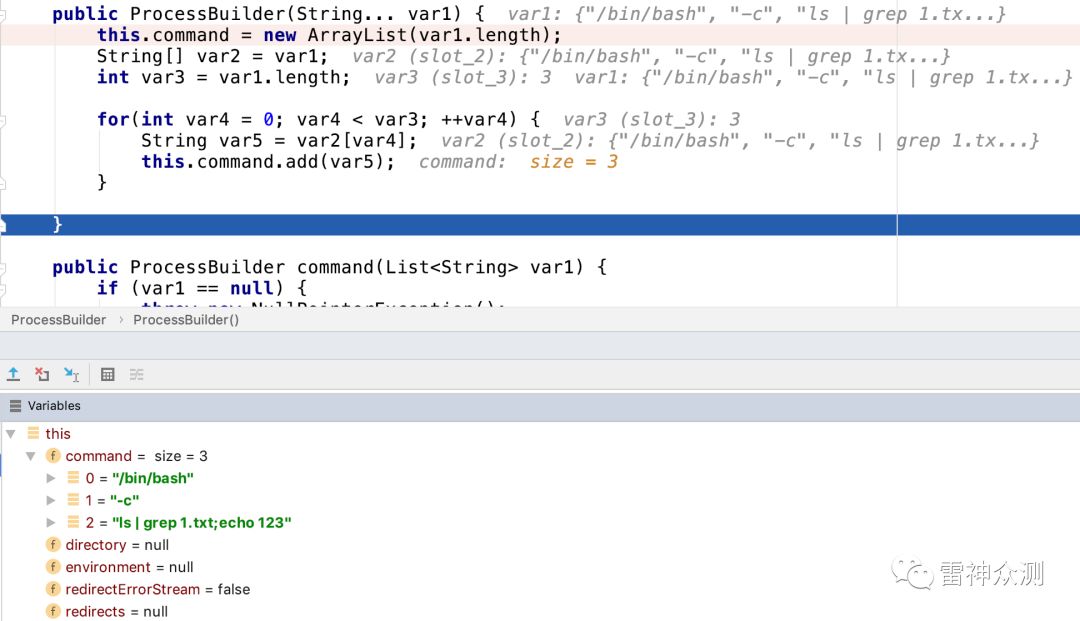 public ProcessBuilder(String... var1) {  var1: {"/bin/bash", "-c", "ls | grep 1.tx...}
this.command = new ArrayList(var1.length);
String[] var2 = var1;  var2 (slot_2): {"/bin/bash", "-c", "ls | grep 1.tx...}
int var3 = var1.length;  var3 (slot_3): 3  var1: {"/bin/bash", "-c", "ls | grep 1.tx...}
for(int var4 = 0; var4 < var3; ++var4) {  var3 (slot_3): 3
String var5 = var2[var4];  var2 (slot_2): {"/bin/bash", "-c", "ls | grep 1.tx...}
this.command.add(var5);  command:  size = 3
}
}
public ProcessBuilder command(List<String> var1) {
if (var1 == null) {
throw new NullPointerException();
ProcessBuilder › ProcessBuilder()
Variables
this
command = size = 3
0 = "/bin/bash"
1 = "-c"
2 = "ls | grep 1.txt;echo 123"
directory = null
environment = null
redirectErrorStream = false
redirects = null
雷神众测